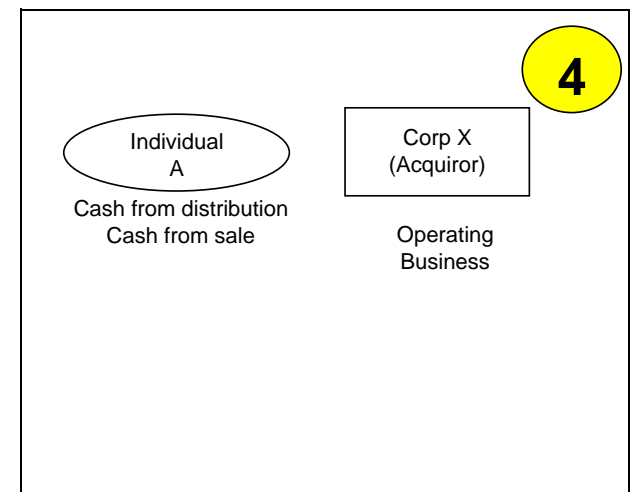 4
Individual
A
Corp X
(Acquiror)
Cash from distribution
Cash from sale
Operating
Business